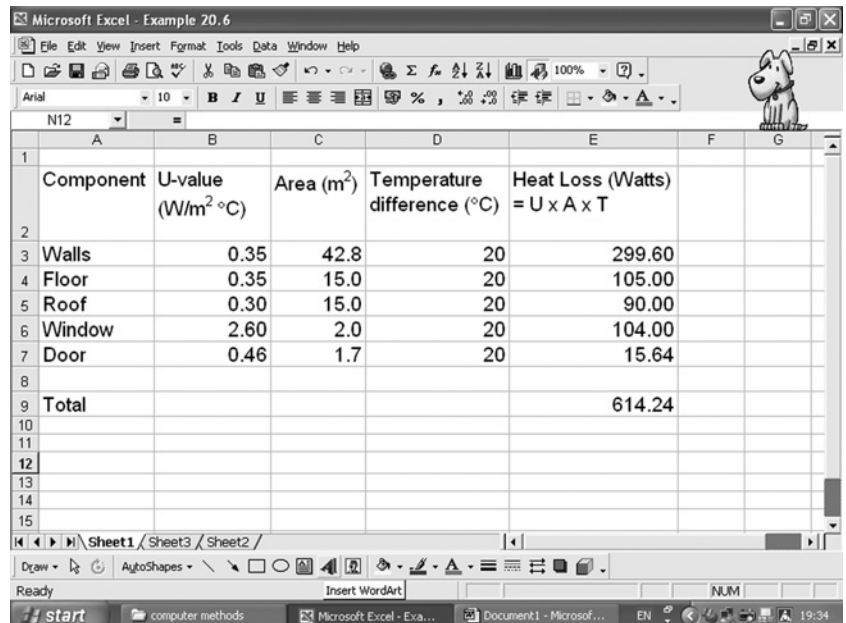 Microsoft Excel - Example 20.6
File Edit View Insert Format Tools Data Window Help
100%
Arial 10 B I U % ,
N12 =
A B C D E F G
1
2 Component U-value (W/m² °C) Area (m²) Temperature difference (°C) Heat Loss (Watts) = U x A x T
3 Walls 0.35 42.8 20 299.60
4 Floor 0.35 15.0 20 105.00
5 Roof 0.30 15.0 20 90.00
6 Window 2.60 2.0 20 104.00
7 Door 0.46 1.7 20 15.64
8
9 Total 614.24
10
11
12
13
14
15
Sheet1 Sheet3 Sheet2
Draw AutoShapes
Ready Insert WordArt NUM
start computer methods Microsoft Excel - Exa... Document1 - Microsof... EN 19:34